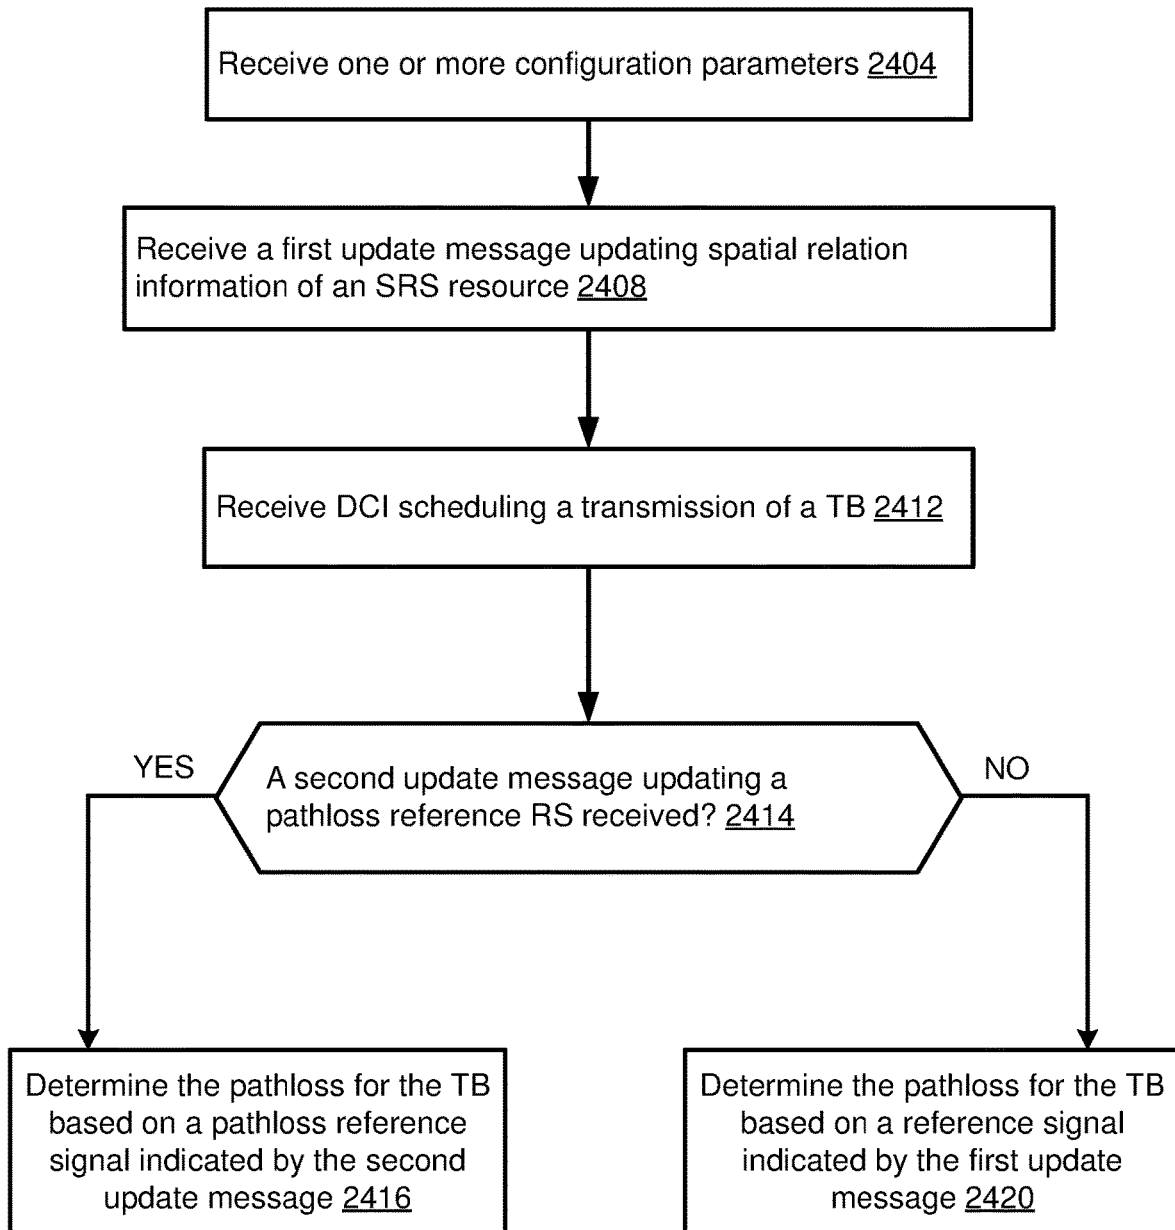 Receive one or more configuration parameters 2404
Receive a first update message updating spatial relation
information of an SRS resource 2408
Receive DCI scheduling a transmission of a TB 2412
YES
A second update message updating a
pathloss reference RS received? 2414
NO
Determine the pathloss for the TB
based on a pathloss reference
signal indicated by the second
update message 2416
Determine the pathloss for the TB
based on a reference signal
indicated by the first update
message 2420